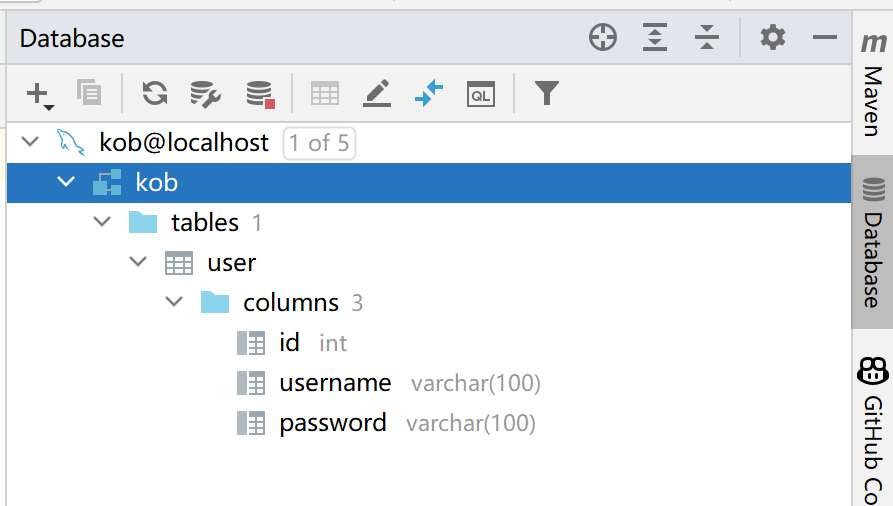 Database
QL
kob@localhost 1 of 5
kob
tables 1
user
columns 3
id int
username varchar(100)
password varchar(100)
m
Maven
Database
GitHub Co